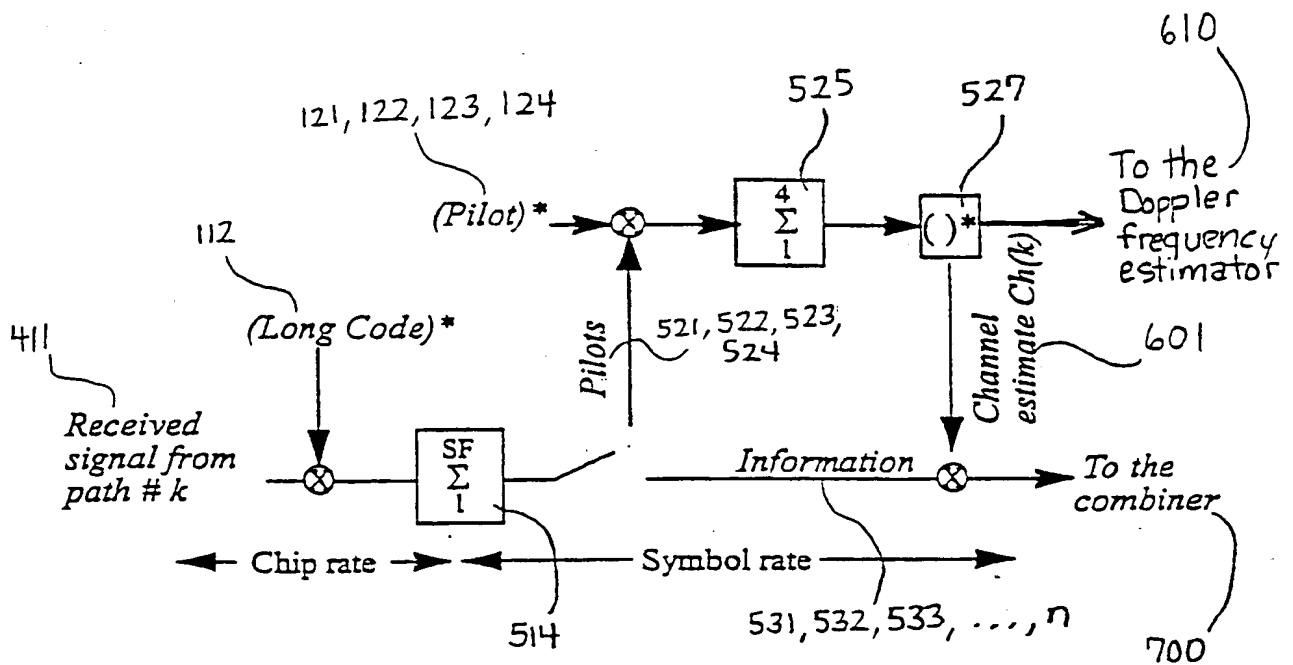 610
121, 122, 123, 124
525
527
(Pilot)*
4
Σ
1
( )*
To the
Doppler
frequency
estimator
112
(Long Code)*
Pilots
521, 522, 523,
524
Channel
estimate Ch(k)
601
411
Received
signal from
path # k
SF
Σ
1
Information
To the
combiner
Chip rate
Symbol rate
514
531, 532, 533, ..., n
700